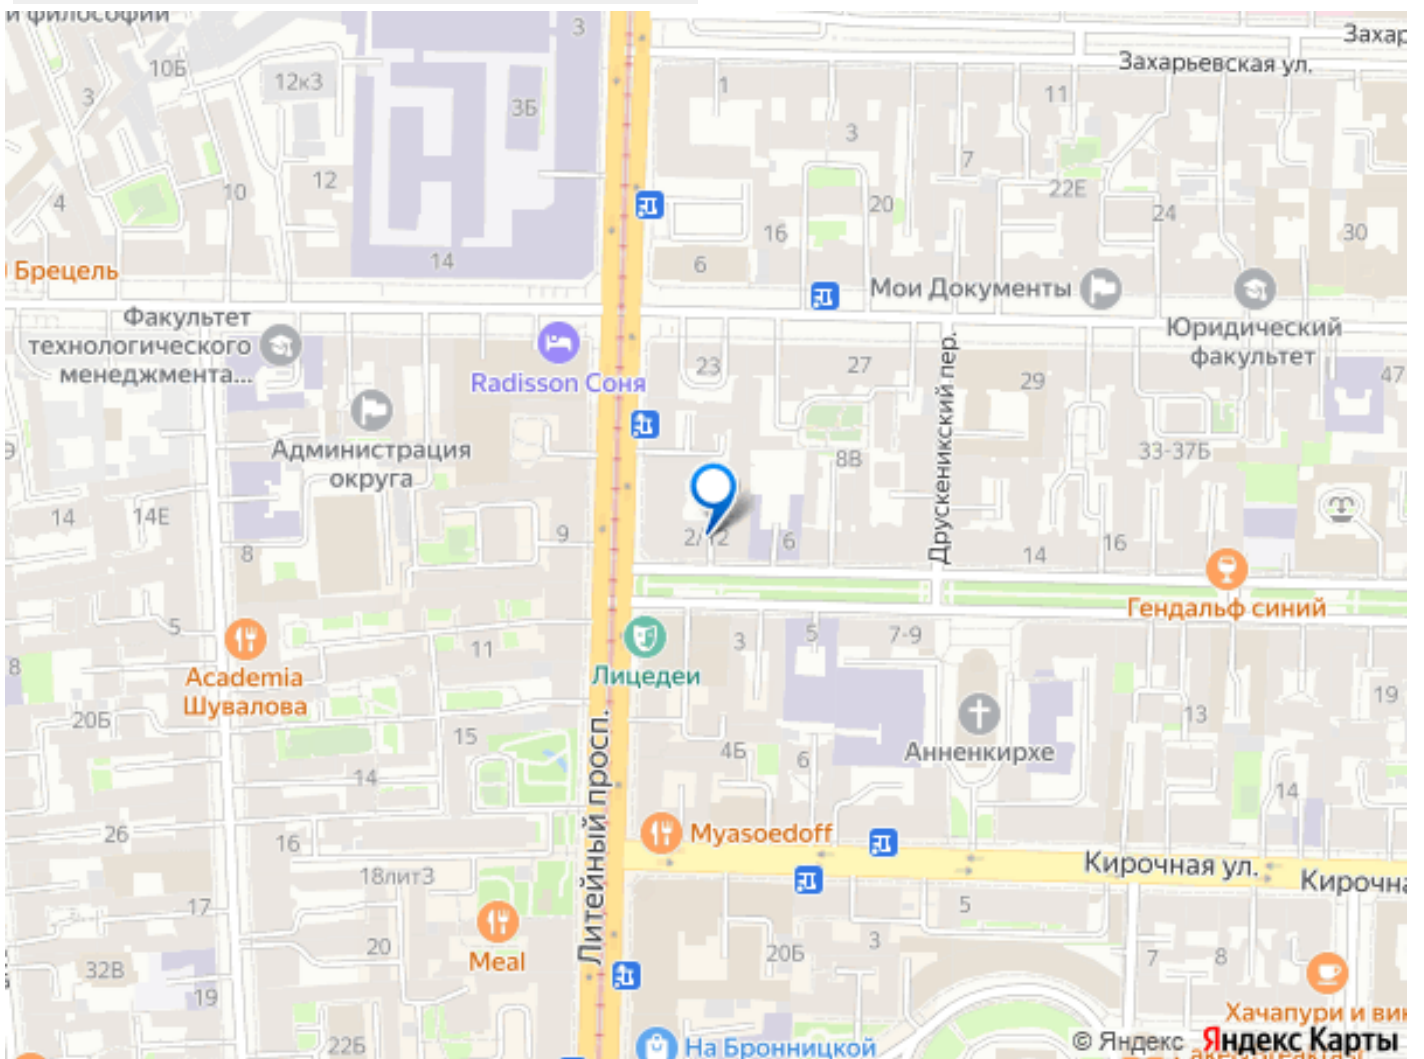 и философии
3
Захар
Захарьевская ул.
10Б
12к3
3
3Б
1
11
3
7
12
10
4
22Е
20
24
16
30
14
6
Брецель
Мои Документы
Факультет
технологического
менеджмента...
Юридический
факультет
Radisson Соня
23
27
29
47
Друскеникский пер.
Администрация
округа
8В
33-37Б
14
14Е
8
9
2/12
6
14
16
Гендальф синий
5
11
3
5
7-9
8
Academia
Шувалова
Лицедеи
19
20Б
13
15
4Б
6
Анненкирхе
14
14
26
16
Myasoedoff
Литейный просп.
18лит3
Кирочная ул.
Кирочна
17
5
20
3
20Б
Meal
7
8
32В
19
Хачапури и вин
22Б
На Бронницкой
© Яндекс Яндекс Карты